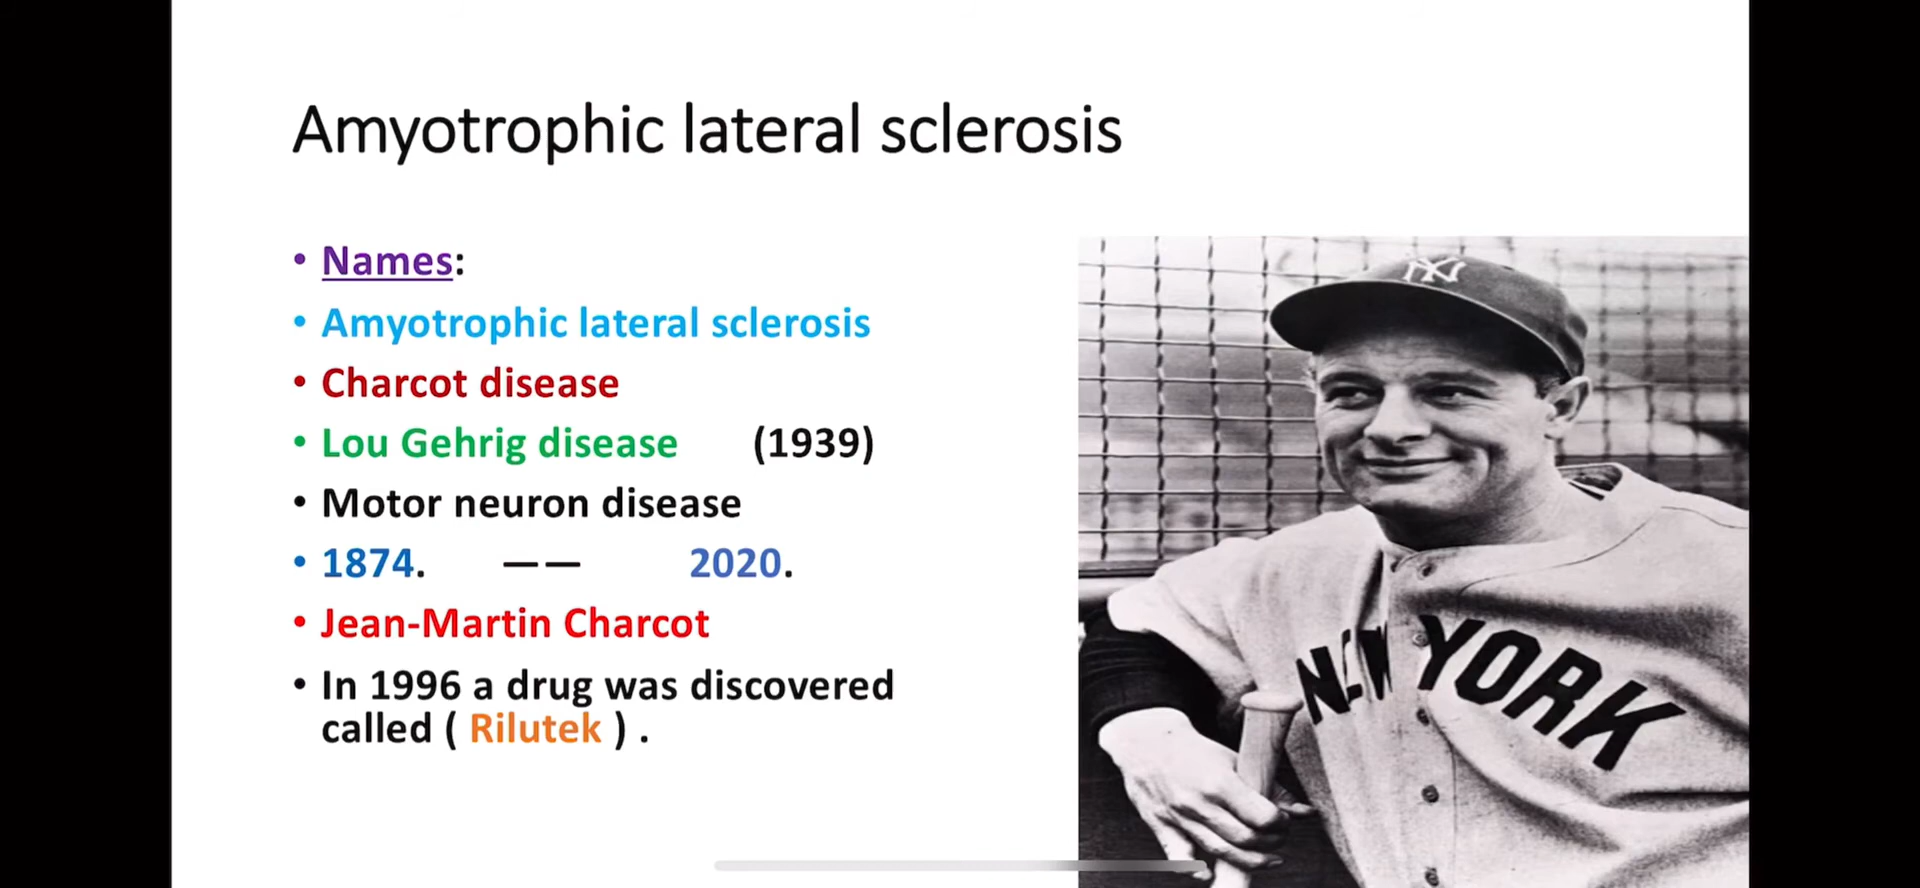 Amyotrophic lateral sclerosis
• Names:
• Amyotrophic lateral sclerosis
• Charcot disease
• Lou Gehrig disease (1939)
• Motor neuron disease
• 1874. —— 2020.
• Jean-Martin Charcot
• In 1996 a drug was discovered
called ( Rilutek ) .
NY
NEW YORK